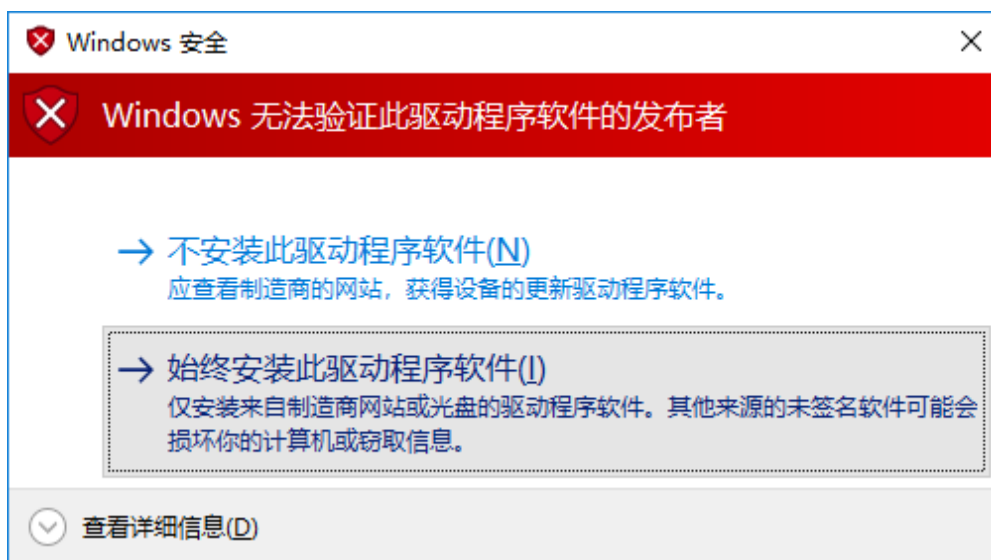 Windows 安全
Windows 无法验证此驱动程序软件的发布者
不安装此驱动程序软件(N)
应查看制造商的网站，获得设备的更新驱动程序软件。
始终安装此驱动程序软件(I)
仅安装来自制造商网站或光盘的驱动程序软件。其他来源的未签名软件可能会
损坏你的计算机或窃取信息。
查看详细信息(D)